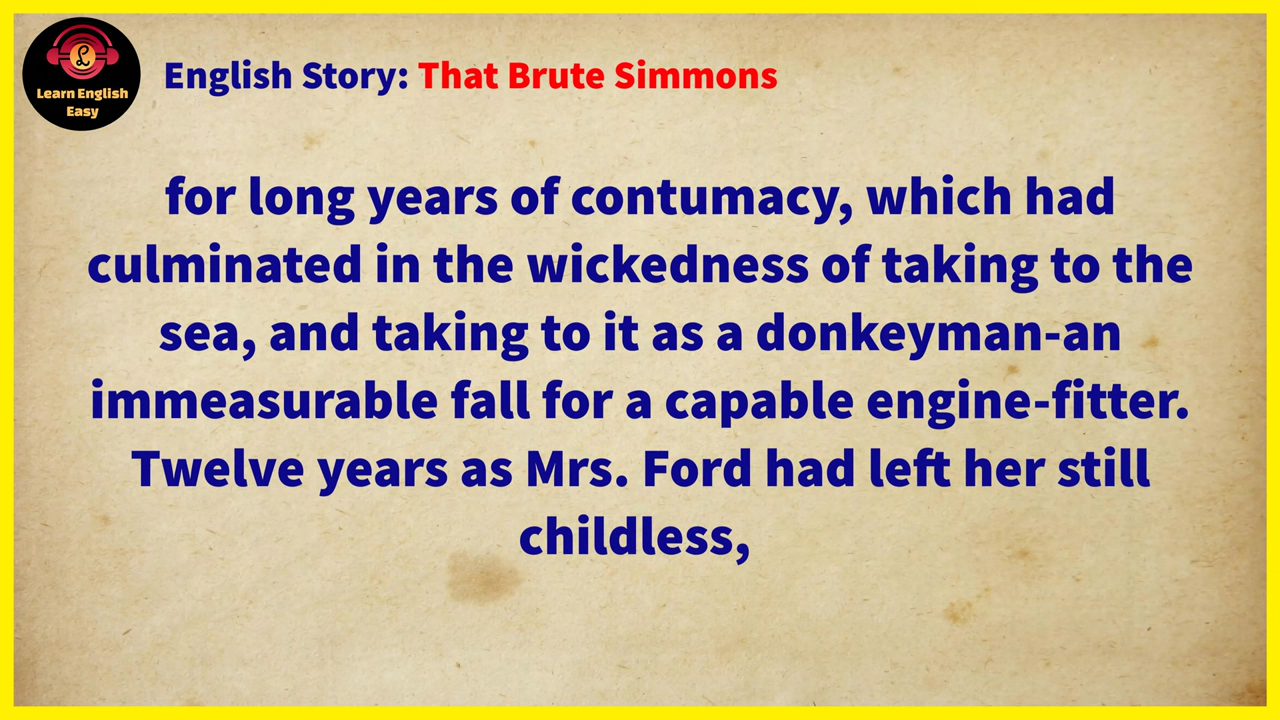 Learn English
Easy
English Story: That Brute Simmons
for long years of contumacy, which had
culminated in the wickedness of taking to the
sea, and taking to it as a donkeyman-an
immeasurable fall for a capable engine-fitter.
Twelve years as Mrs. Ford had left her still
childless,